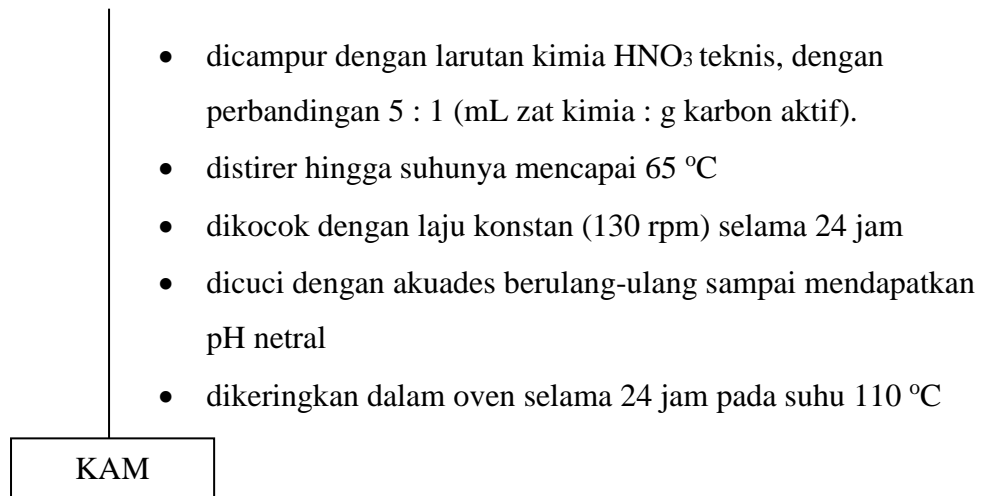 • dicampur dengan larutan kimia HNO₃ teknis, dengan
perbandingan 5 : 1 (mL zat kimia : g karbon aktif).
• distirer hingga suhunya mencapai 65 °C
• dikocok dengan laju konstan (130 rpm) selama 24 jam
• dicuci dengan akuades berulang-ulang sampai mendapatkan
pH netral
• dikeringkan dalam oven selama 24 jam pada suhu 110 °C
KAM